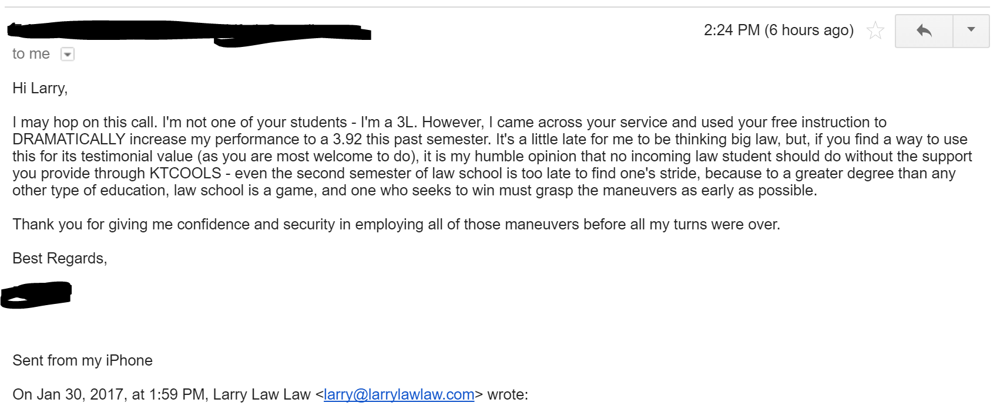 2:24 PM (6 hours ago)
to me
Hi Larry,
I may hop on this call. I'm not one of your students - I'm a 3L. However, I came across your service and used your free instruction to
DRAMATICALLY increase my performance to a 3.92 this past semester. It's a little late for me to be thinking big law, but, if you find a way to use
this for its testimonial value (as you are most welcome to do), it is my humble opinion that no incoming law student should do without the support
you provide through KTCOOLS - even the second semester of law school is too late to find one's stride, because to a greater degree than any
other type of education, law school is a game, and one who seeks to win must grasp the maneuvers as early as possible.
Thank you for giving me confidence and security in employing all of those maneuvers before all my turns were over.
Best Regards,
Sent from my iPhone
On Jan 30, 2017, at 1:59 PM, Larry Law Law <larry@larrylawlaw.com> wrote: